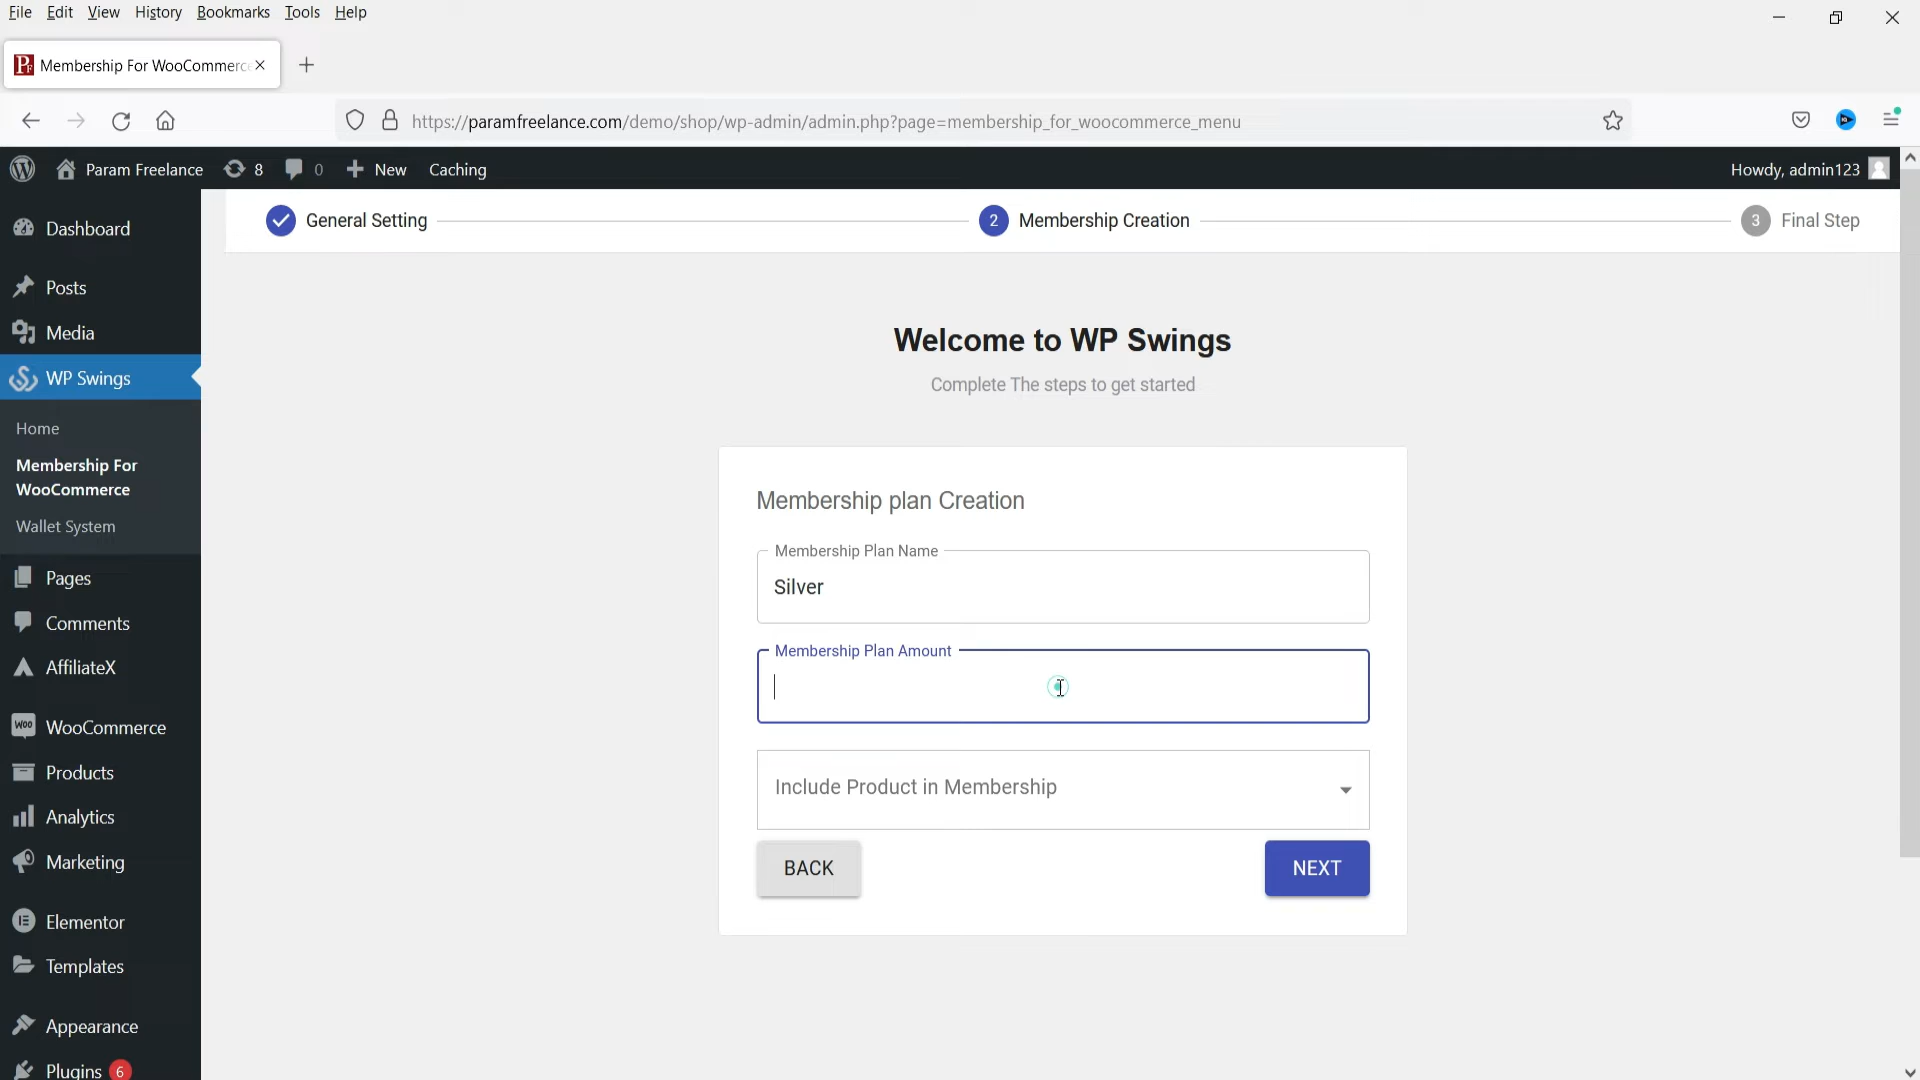 File Edit View History Bookmarks Tools Help
Membership For WooCommerc
https://paramfreelance.com/demo/shop/wp-admin/admin.php?page=membership_for_woocommerce_menu
Param Freelance 8 0 New Caching Howdy, admin123
General Setting 2 Membership Creation 3 Final Step
Dashboard
Posts
Media
WP Swings
Home
Membership For
WooCommerce
Wallet System
Pages
Comments
AffiliateX
WooCommerce
Products
Analytics
Marketing
Elementor
Templates
Appearance
Plugins 6
Welcome to WP Swings
Complete The steps to get started
Membership plan Creation
Membership Plan Name
Silver
Membership Plan Amount
Include Product in Membership
BACK NEXT